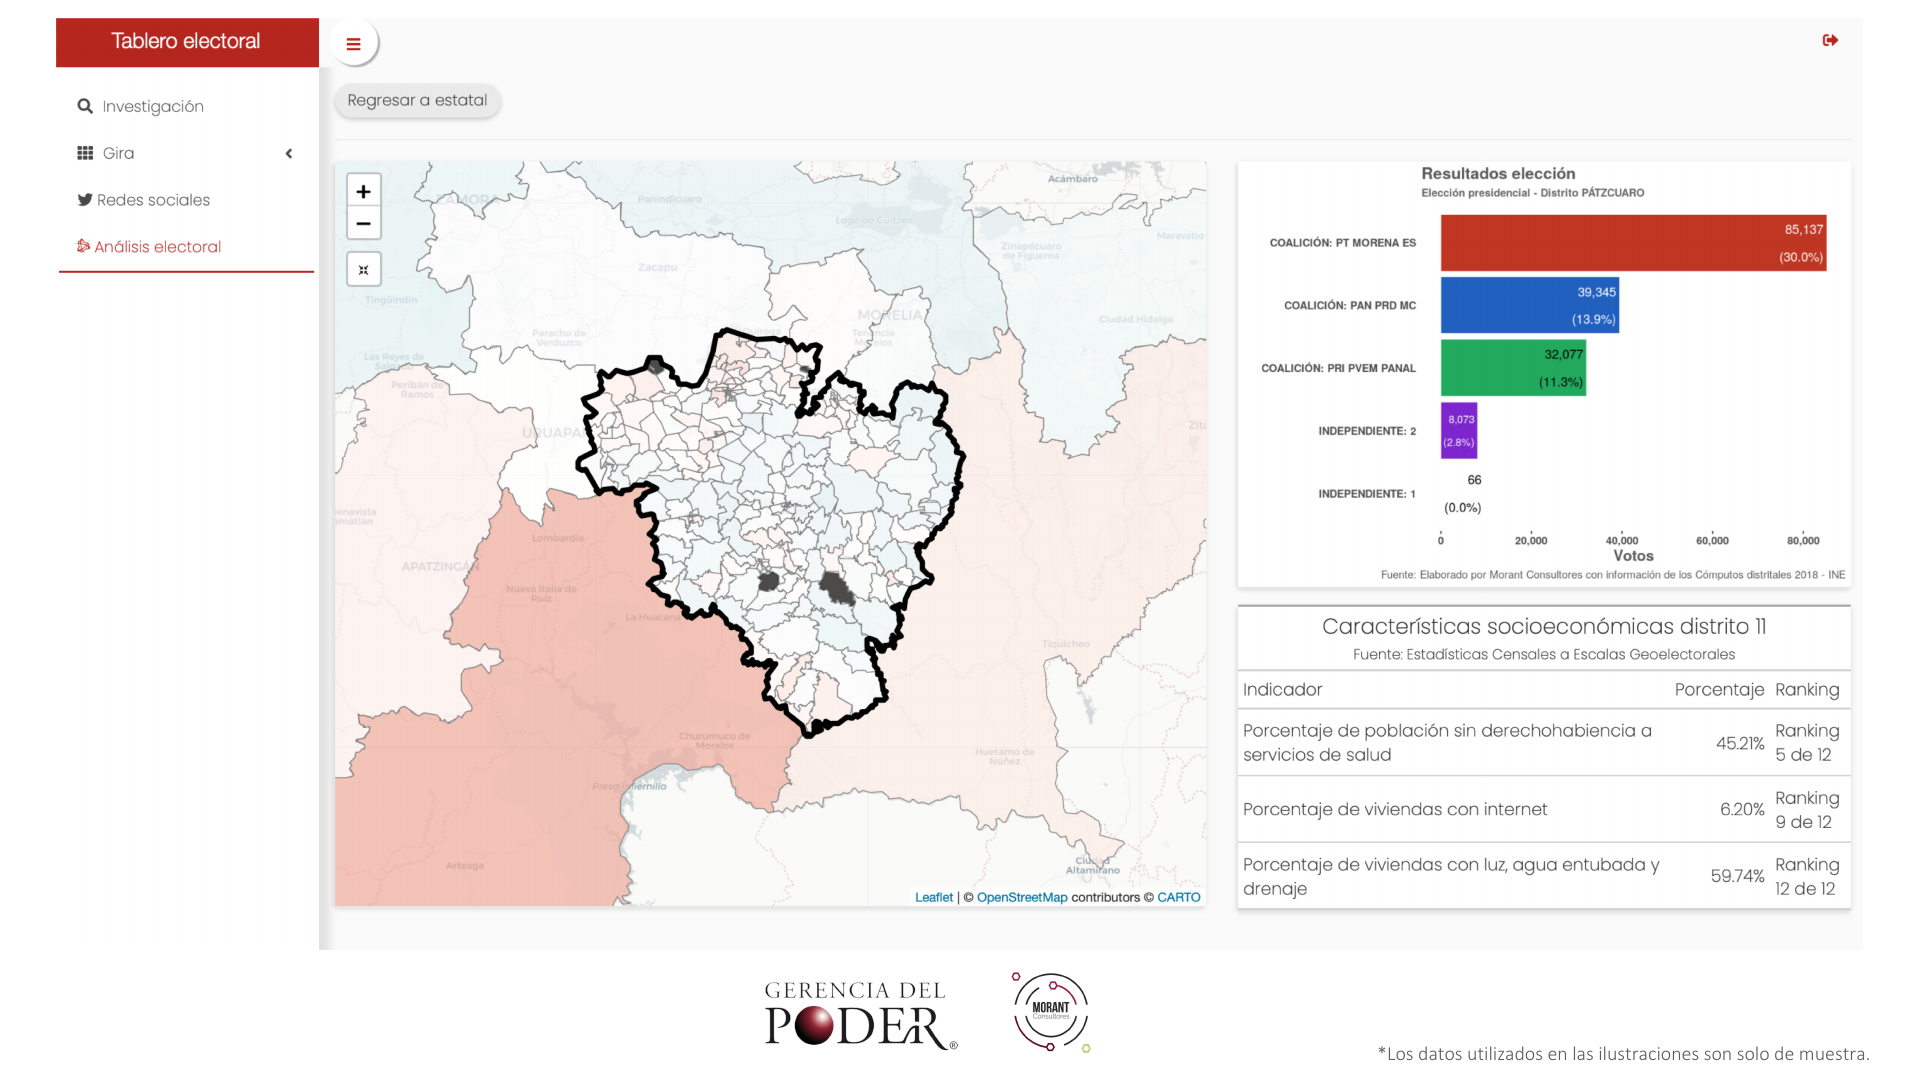 Tablero electoral
Investigación
Gira
Redes sociales
Análisis electoral
Regresar a estatal
+
−
ZAMORA
Panindícuaro
Acámbaro
Lago de Cuitzeo
Maravatío
Zinapécuaro
de Figueroa
Zacapu
Tingüindín
MORELIA
Tenencia
Morelos
Ciudad Hidalgo
Quiroga
Paracho de
Verduzco
Los Reyes de
Peribán de
Ramos
URUAPAN
Lombardía
APATZINGÁN
Nueva Italia de
Ruiz
La Huacana
Tiquicheo
Churumuco de
Morelos
Huetamo de
Núñez
Arteaga
Ciudad
Altamirano
Leaflet | © OpenStreetMap contributors © CARTO
Resultados elección
Elección presidencial - Distrito PÁTZCUARO
COALICIÓN: PT MORENA ES
85,137
(30.0%)
COALICIÓN: PAN PRD MC
39,345
(13.9%)
COALICIÓN: PRI PVEM PANAL
32,077
(11.3%)
INDEPENDIENTE: 2
8,073
(2.8%)
INDEPENDIENTE: 1
66
(0.0%)
0 20,000 40,000 60,000 80,000
Votos
Fuente: Elaborado por Morant Consultores con información de los Cómputos distritales 2018 - INE
Características socioeconómicas distrito 11
Fuente: Estadísticas Censales a Escalas Geoelectorales
Indicador Porcentaje Ranking
Porcentaje de población sin derechohabiencia a
servicios de salud
45.21%
Ranking
5 de 12
Porcentaje de viviendas con internet
6.20%
Ranking
9 de 12
Porcentaje de viviendas con luz, agua entubada y
drenaje
59.74%
Ranking
12 de 12
GERENCIA DEL
PODER®
MORANT
Consultores
*Los datos utilizados en las ilustraciones son solo de muestra.